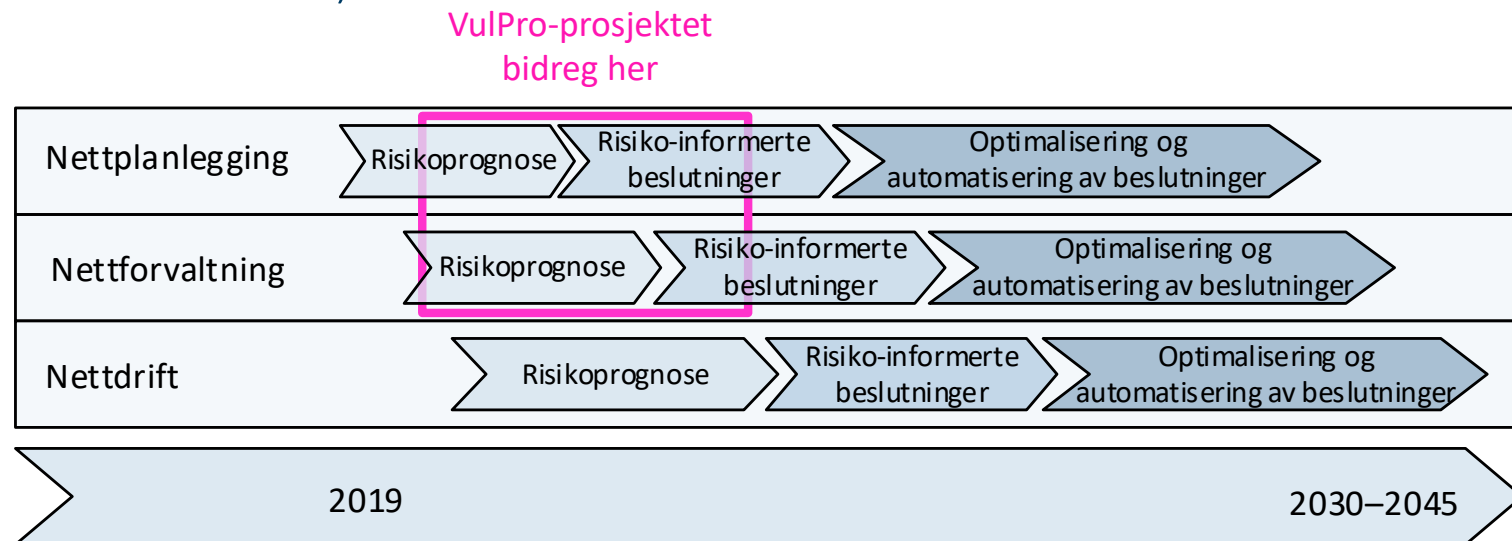 VulPro-prosjektet
bidreg her
Nettplanlegging
Risikoprognose
Risiko-informerte
beslutninger
Optimalisering og
automatisering av beslutninger
Nettforvaltning
Risikoprognose
Risiko-informerte
beslutninger
Optimalisering og
automatisering av beslutninger
Nettdrift
Risikoprognose
Risiko-informerte
beslutninger
Optimalisering og
automatisering av beslutninger
2019
2030–2045